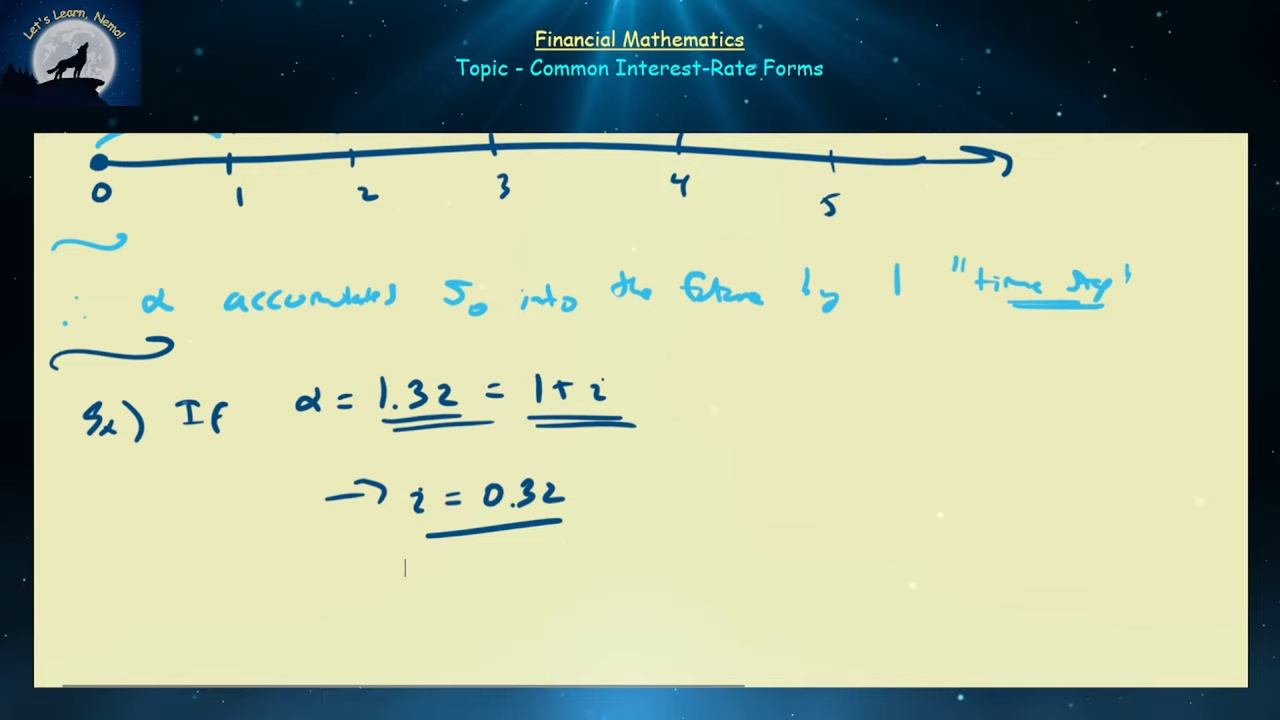 Let's Learn, Nemo!
Financial Mathematics
Topic - Common Interest-Rate Forms
0 1 2 3 4 5
∴ α accumulates S₀ into the future by 1 "time step"
Ex) If α = 1.32 = 1 + i
→ i = 0.32